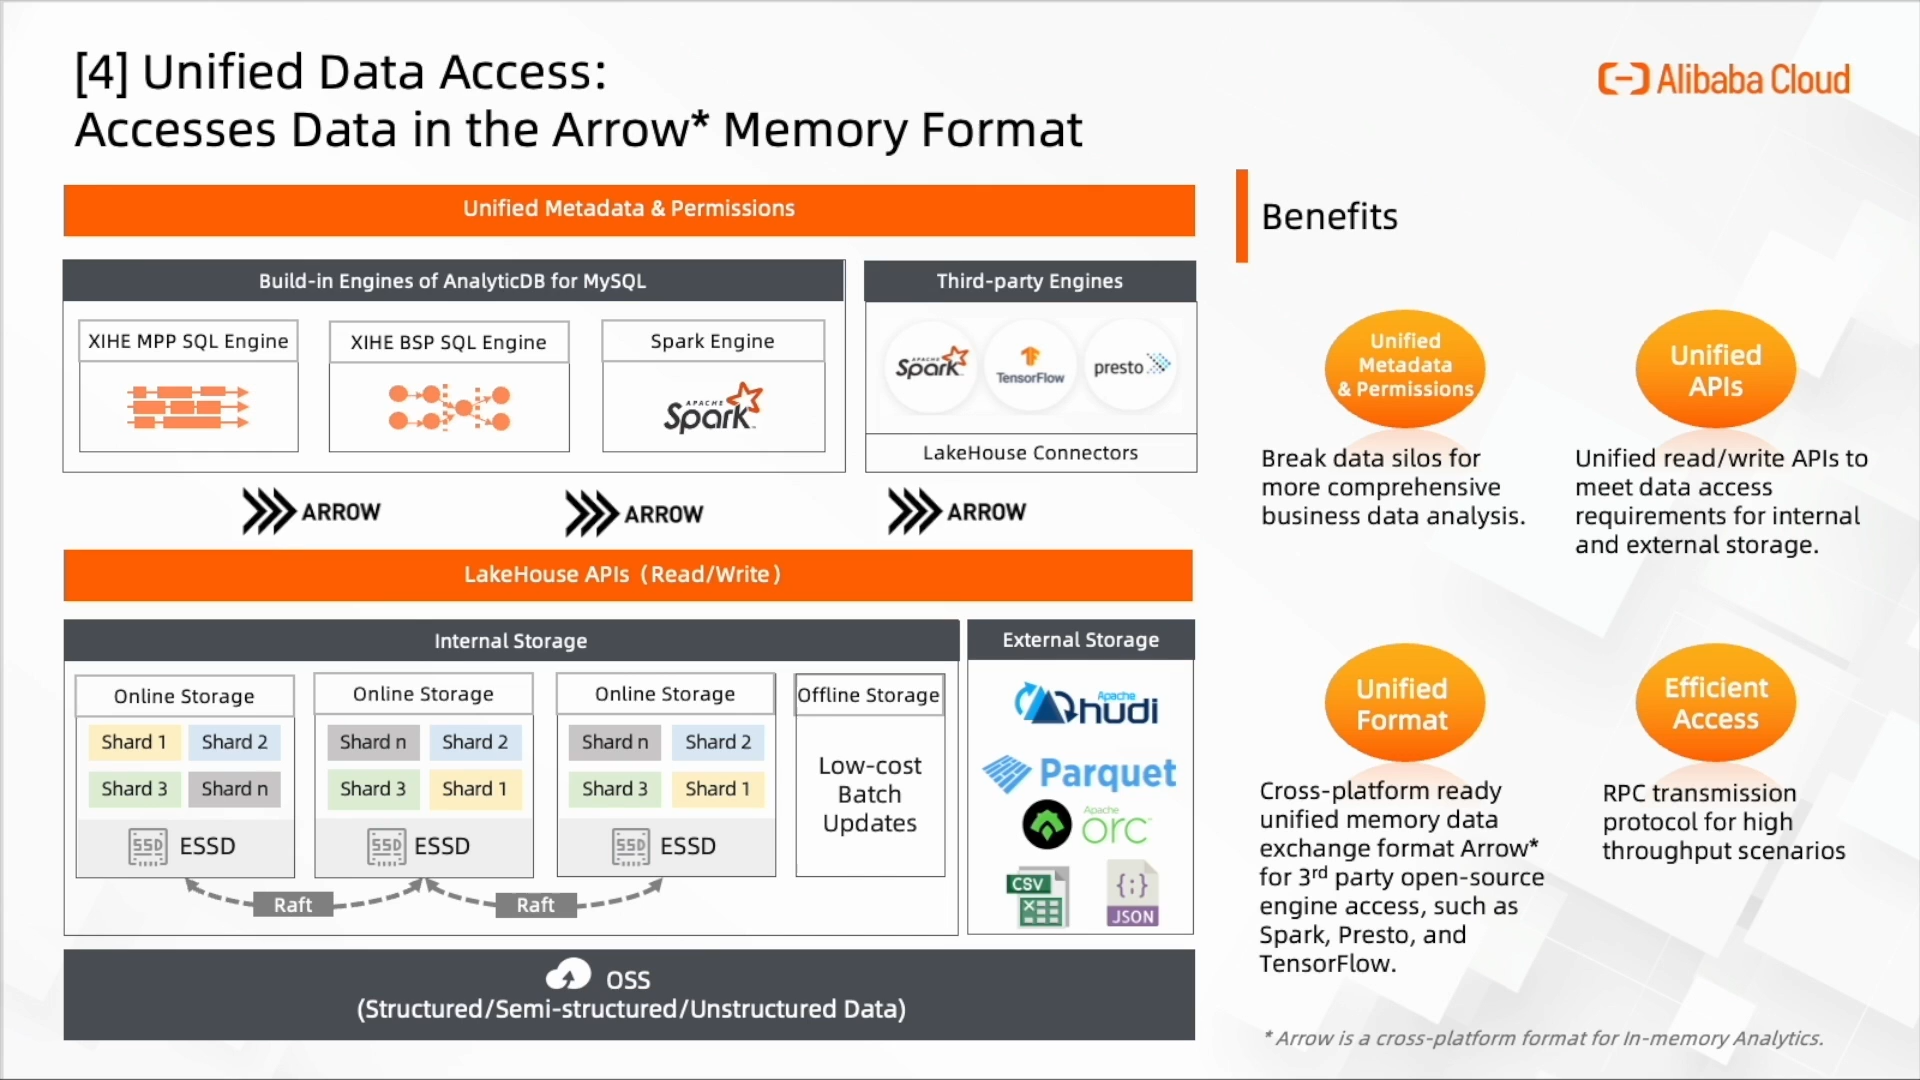 [4] Unified Data Access:
Accesses Data in the Arrow* Memory Format
Alibaba Cloud
Unified Metadata & Permissions
Build-in Engines of AnalyticDB for MySQL
XIHE MPP SQL Engine
XIHE BSP SQL Engine
Spark Engine
APACHE
Spark
Third-party Engines
APACHE
Spark
TensorFlow
presto
LakeHouse Connectors
ARROW
ARROW
ARROW
LakeHouse APIs (Read/Write)
Internal Storage
Online Storage
Shard 1
Shard 2
Shard 3
Shard n
SSD
ESSD
Online Storage
Shard n
Shard 2
Shard 3
Shard 1
SSD
ESSD
Online Storage
Shard n
Shard 2
Shard 3
Shard 1
SSD
ESSD
Raft
Raft
Offline Storage
Low-cost
Batch
Updates
External Storage
Apache
hudi
Parquet
Apache
orc
CSV
{;}
JSON
OSS
(Structured/Semi-structured/Unstructured Data)
Benefits
Unified
Metadata
& Permissions
Break data silos for
more comprehensive
business data analysis.
Unified
APIs
Unified read/write APIs to
meet data access
requirements for internal
and external storage.
Unified
Format
Cross-platform ready
unified memory data
exchange format Arrow*
for 3rd party open-source
engine access, such as
Spark, Presto, and
TensorFlow.
Efficient
Access
RPC transmission
protocol for high
throughput scenarios
* Arrow is a cross-platform format for In-memory Analytics.